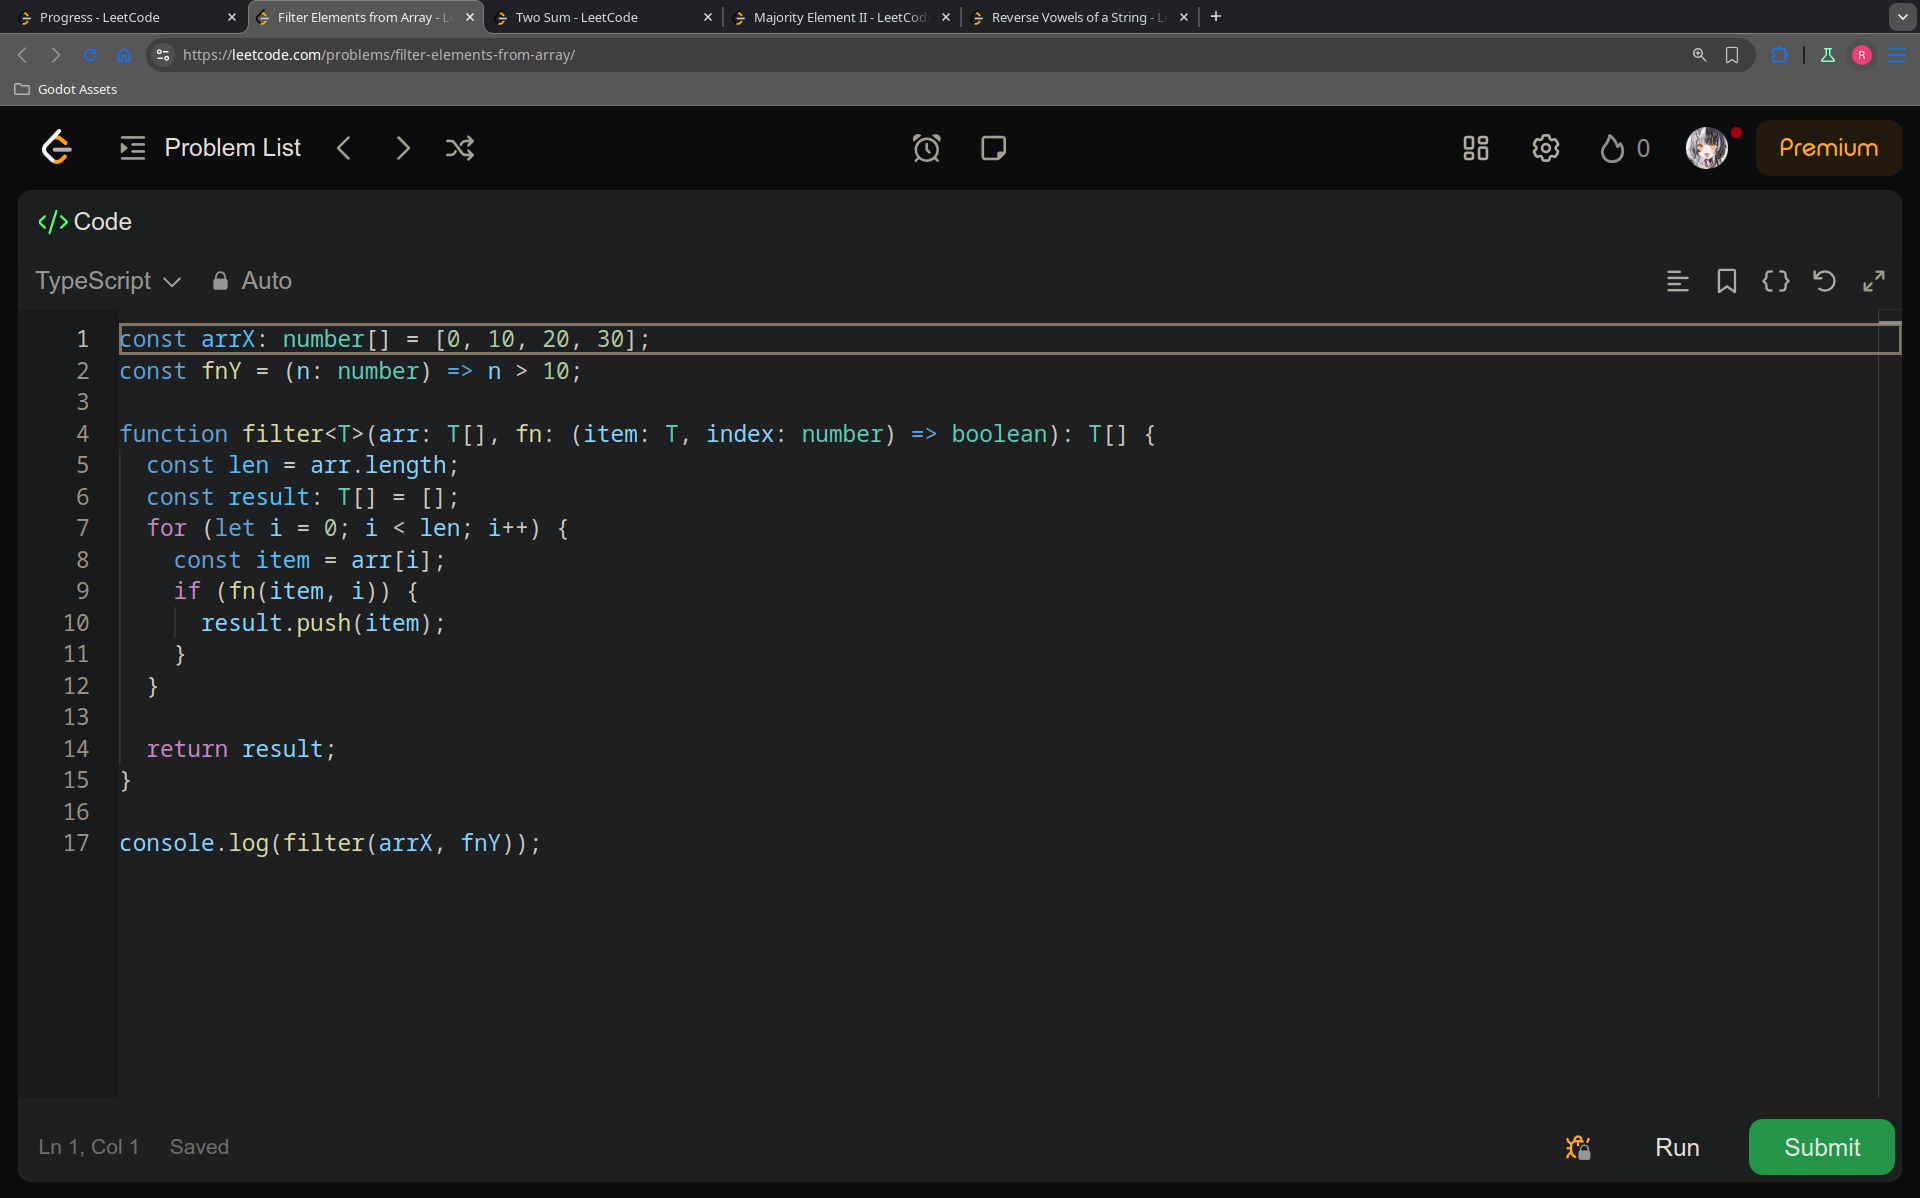 Progress - LeetCode
Filter Elements from Array - L
Two Sum - LeetCode
Majority Element II - LeetCod
Reverse Vowels of a String - L
https://leetcode.com/problems/filter-elements-from-array/
R
Godot Assets
Problem List
0
Premium
</> Code
TypeScript
Auto
1 const arrX: number[] = [0, 10, 20, 30];
2 const fnY = (n: number) => n > 10;
3
4 function filter<T>(arr: T[], fn: (item: T, index: number) => boolean): T[] {
5   const len = arr.length;
6   const result: T[] = [];
7   for (let i = 0; i < len; i++) {
8     const item = arr[i];
9     if (fn(item, i)) {
10       result.push(item);
11     }
12   }
13
14   return result;
15 }
16
17 console.log(filter(arrX, fnY));
Ln 1, Col 1
Saved
Run
Submit